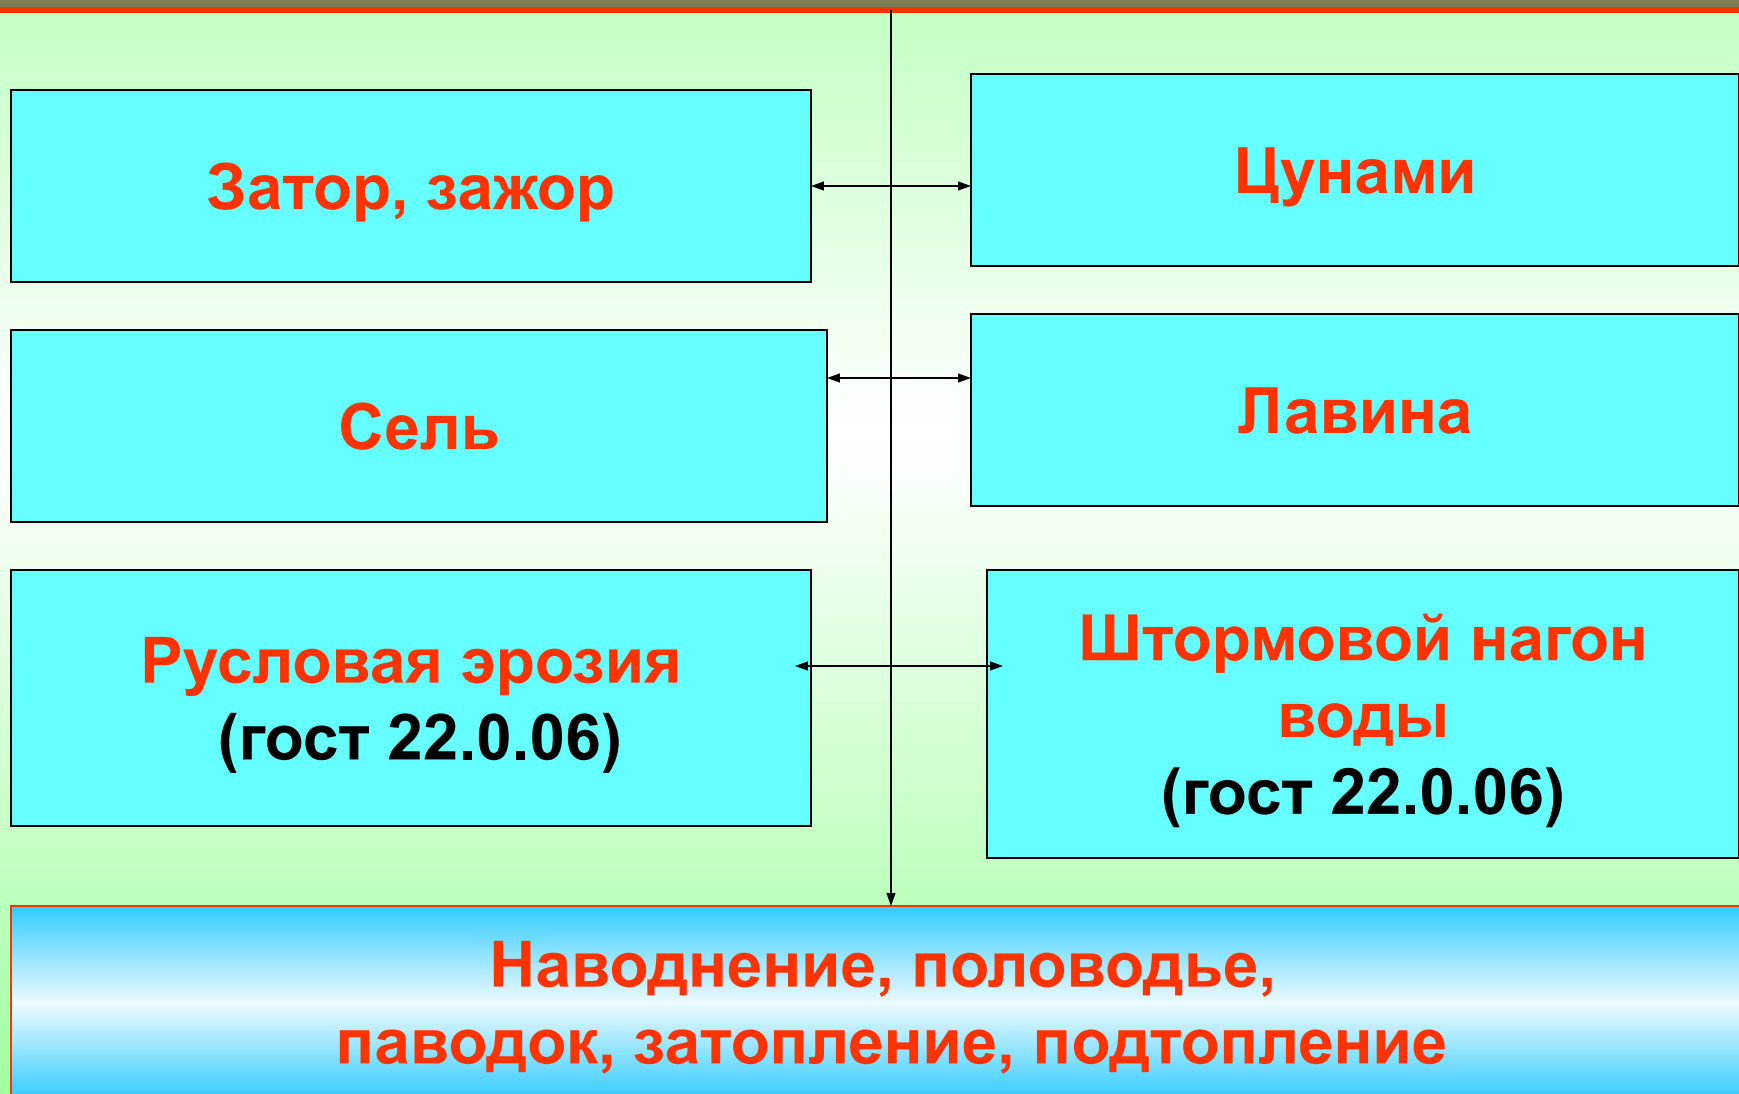 Затор, зажор
Цунами
Сель
Лавина
Русловая эрозия
(гост 22.0.06)
Штормовой нагон
воды
(гост 22.0.06)
Наводнение, половодье,
паводок, затопление, подтопление